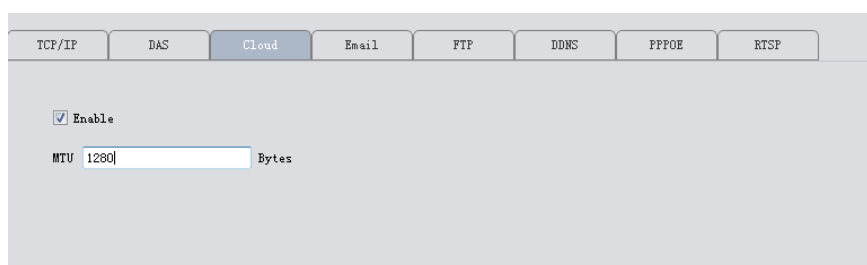 TCP/IP DAS Cloud Email FTP DDNS PPPOE RTSP
Enable
MTU 1280 Bytes